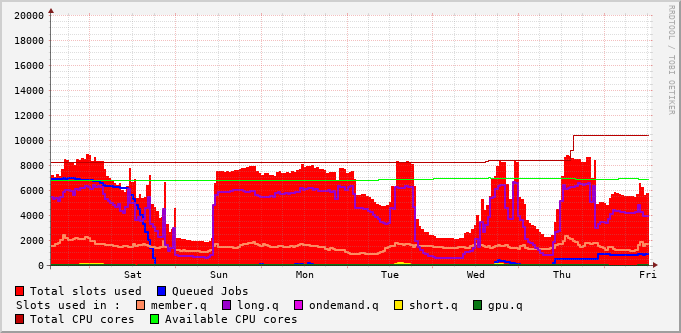 RRDTOOL / TOBI OETIKER
20000
18000
16000
14000
12000
10000
8000
6000
4000
2000
0
Sat Sun Mon Tue Wed Thu Fri
Total slots used Queued Jobs
Slots used in : member.q long.q ondemand.q short.q gpu.q
Total CPU cores Available CPU cores